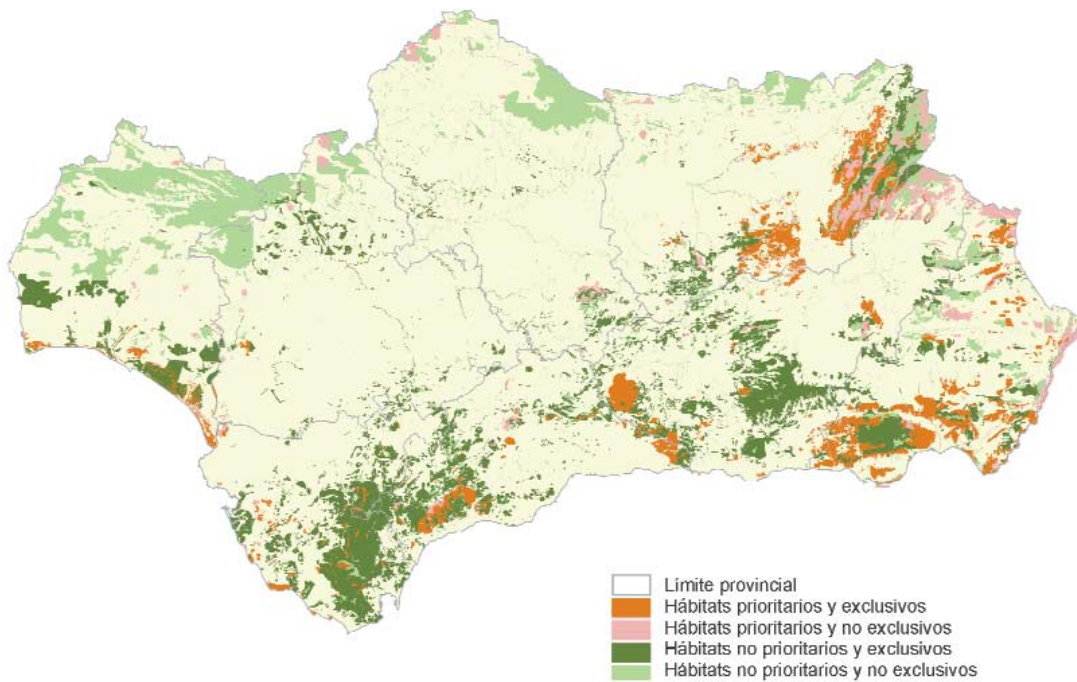 Límite provincial
Hábitats prioritarios y exclusivos
Hábitats prioritarios y no exclusivos
Hábitats no prioritarios y exclusivos
Hábitats no prioritarios y no exclusivos